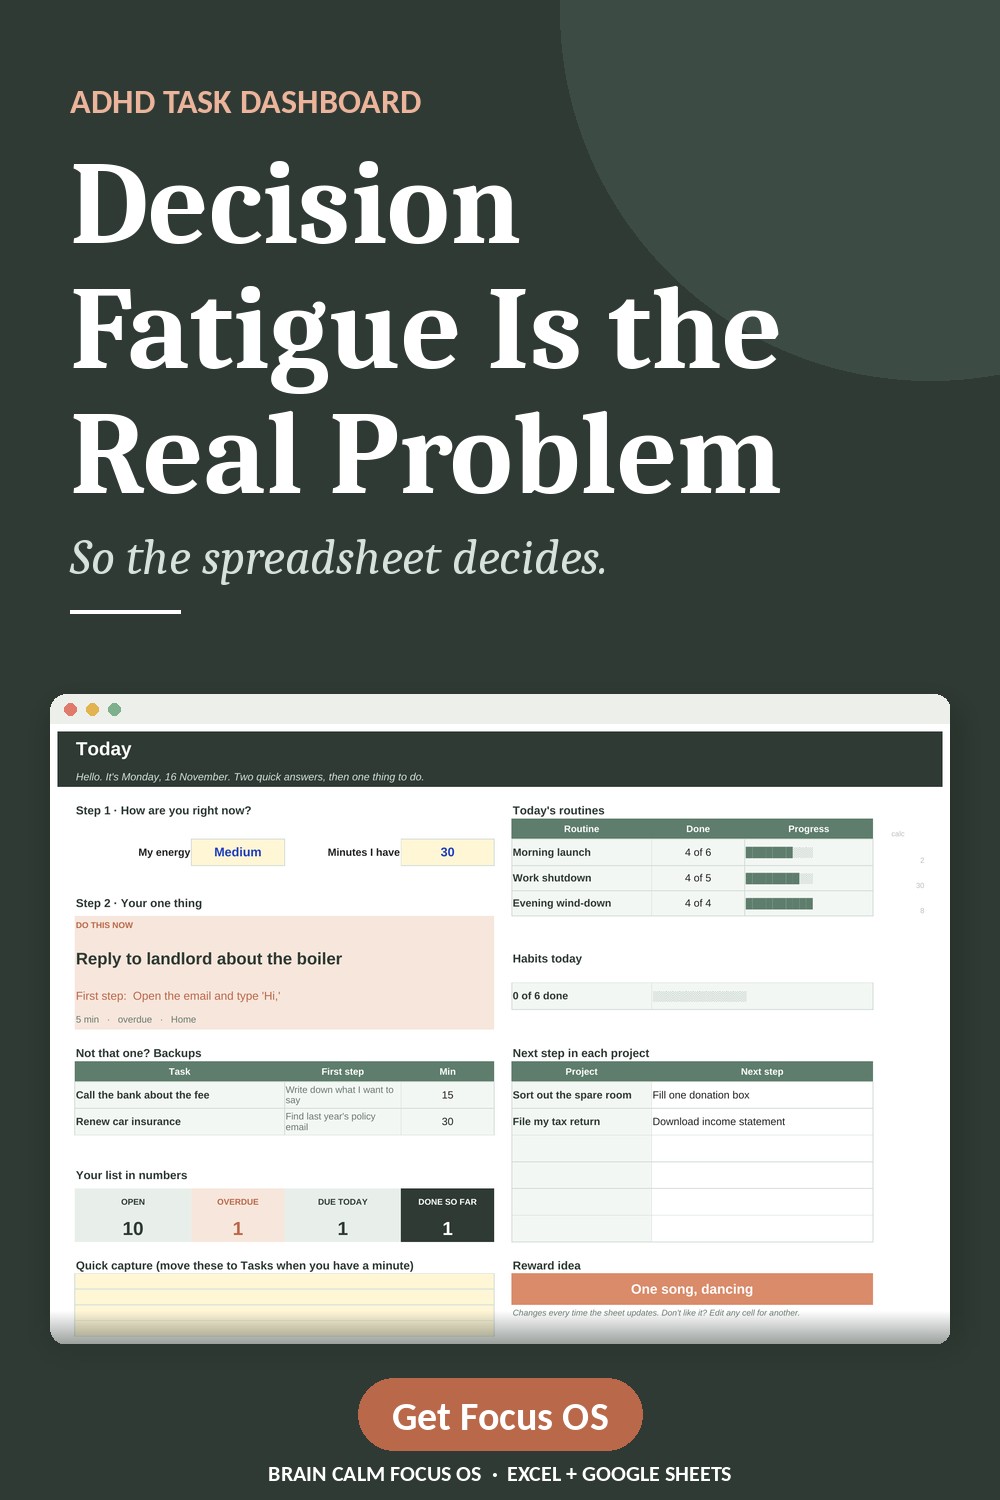 ADHD TASK DASHBOARD
Decision
Fatigue Is the
Real Problem
So the spreadsheet decides.
Today
Hello. It's Monday, 16 November. Two quick answers, then one thing to do.
Step 1 · How are you right now?
My energy Medium Minutes I have 30
Step 2 · Your one thing
DO THIS NOW
Reply to landlord about the boiler
First step: Open the email and type 'Hi,'
5 min · overdue · Home
Not that one? Backups
Task First step Min
Call the bank about the fee Write down what I want to say 15
Renew car insurance Find last year's policy email 30
Your list in numbers
OPEN OVERDUE DUE TODAY DONE SO FAR
10 1 1 1
Quick capture (move these to Tasks when you have a minute)
Today's routines
Routine Done Progress
Morning launch 4 of 6
Work shutdown 4 of 5
Evening wind-down 4 of 4
calc
2
30
8
Habits today
0 of 6 done
Next step in each project
Project Next step
Sort out the spare room Fill one donation box
File my tax return Download income statement
Reward idea
One song, dancing
Changes every time the sheet updates. Don't like it? Edit any cell for another.
Get Focus OS
BRAIN CALM FOCUS OS · EXCEL + GOOGLE SHEETS